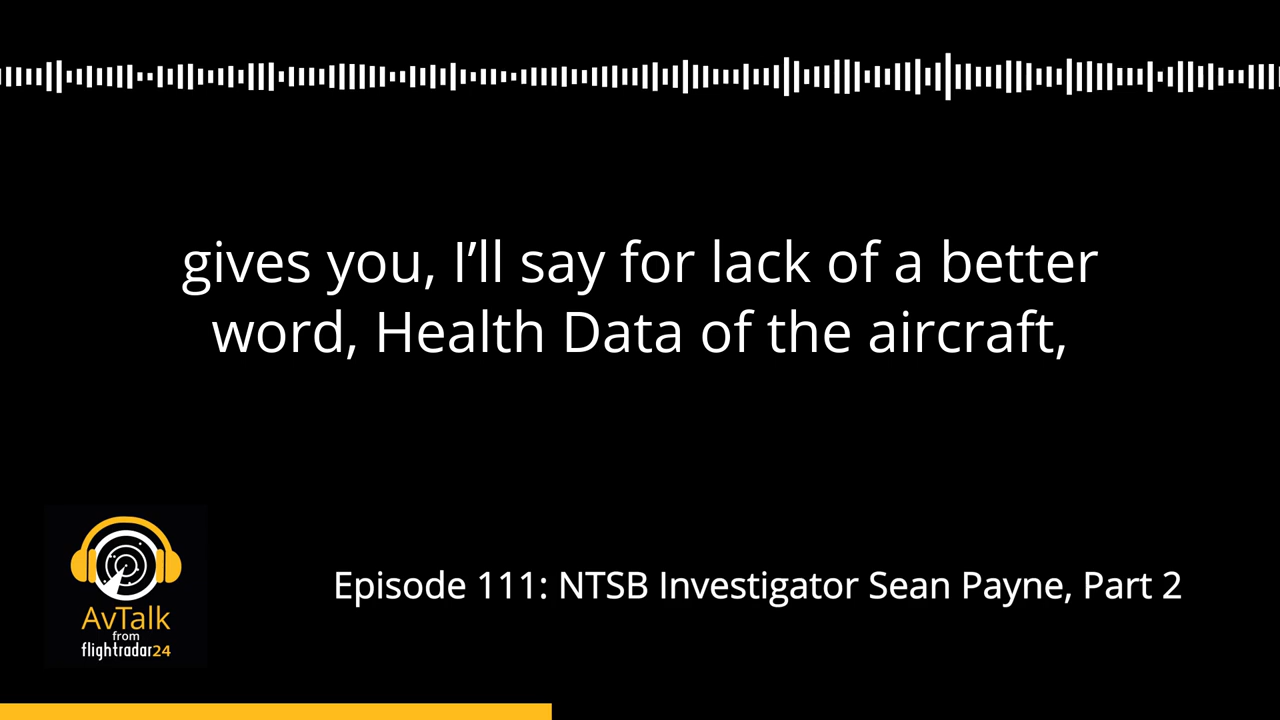 gives you, I’ll say for lack of a better
word, Health Data of the aircraft,
AvTalk
from
flightradar24
Episode 111: NTSB Investigator Sean Payne, Part 2